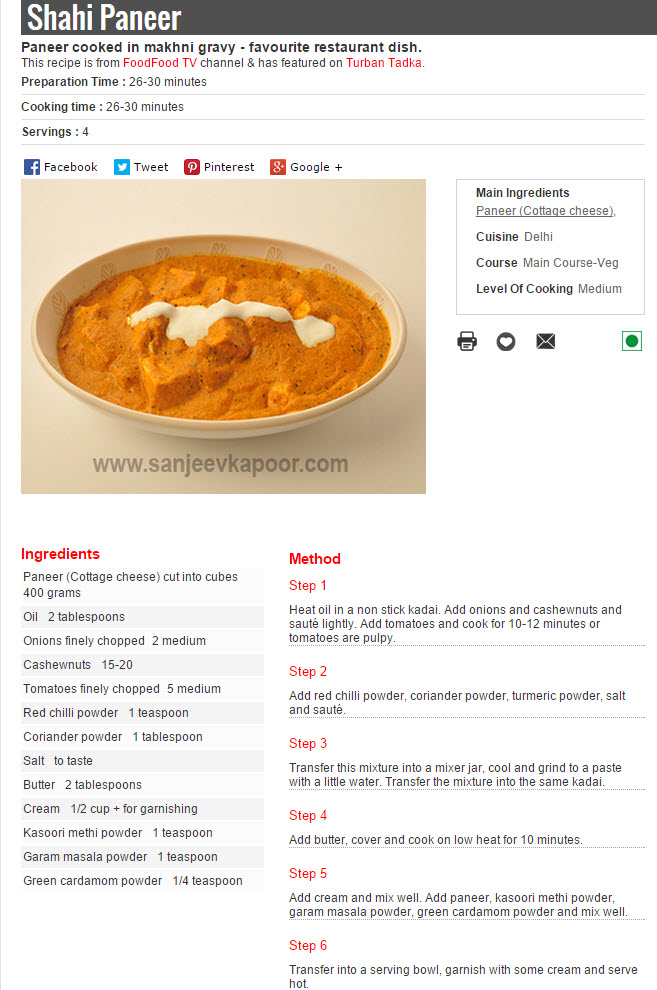 Shahi Paneer
Paneer cooked in makhni gravy - favourite restaurant dish.
This recipe is from FoodFood TV channel & has featured on Turban Tadka.
Preparation Time : 26-30 minutes
Cooking time : 26-30 minutes
Servings : 4
Facebook Tweet Pinterest Google +
Main Ingredients
Paneer (Cottage cheese),
Cuisine Delhi
Course Main Course-Veg
Level Of Cooking Medium
www.sanjeevkapoor.com
Ingredients
Paneer (Cottage cheese) cut into cubes
400 grams
Oil 2 tablespoons
Onions finely chopped 2 medium
Cashewnuts 15-20
Tomatoes finely chopped 5 medium
Red chilli powder 1 teaspoon
Coriander powder 1 tablespoon
Salt to taste
Butter 2 tablespoons
Cream 1/2 cup + for garnishing
Kasoori methi powder 1 teaspoon
Garam masala powder 1 teaspoon
Green cardamom powder 1/4 teaspoon
Method
Step 1
Heat oil in a non stick kadai. Add onions and cashewnuts and
sauté lightly. Add tomatoes and cook for 10-12 minutes or
tomatoes are pulpy.
Step 2
Add red chilli powder, coriander powder, turmeric powder, salt
and sauté.
Step 3
Transfer this mixture into a mixer jar, cool and grind to a paste
with a little water. Transfer the mixture into the same kadai.
Step 4
Add butter, cover and cook on low heat for 10 minutes.
Step 5
Add cream and mix well. Add paneer, kasoori methi powder,
garam masala powder, green cardamom powder and mix well.
Step 6
Transfer into a serving bowl, garnish with some cream and serve
hot.